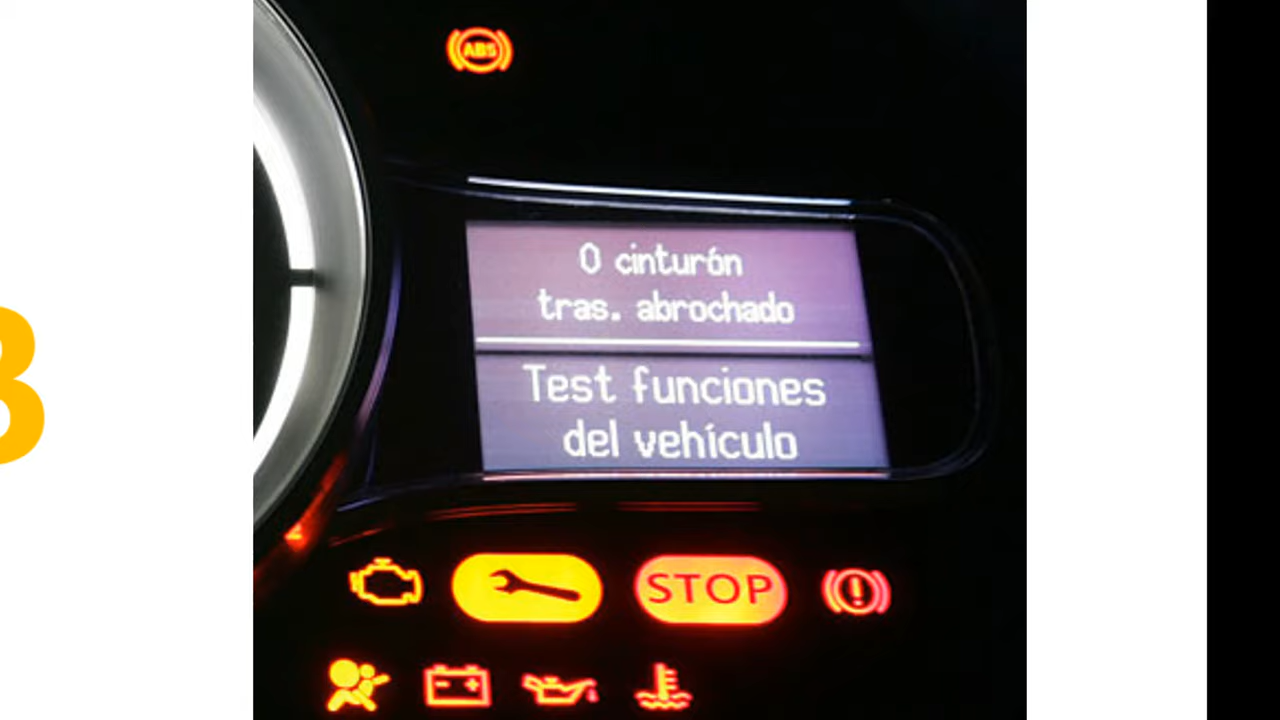 ABS
0 cinturón
tras. abrochado
Test funciones
del vehículo
STOP